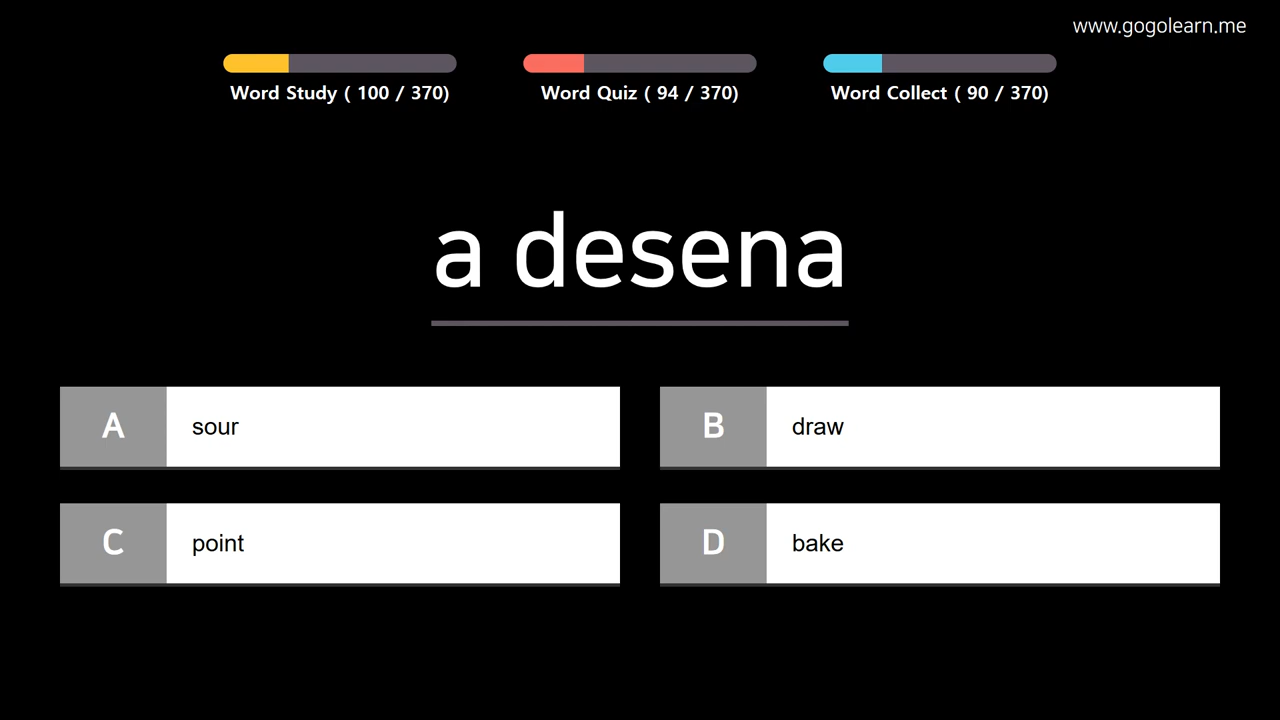 www.gogolearn.me
Word Study ( 100 / 370)
Word Quiz ( 94 / 370)
Word Collect ( 90 / 370)
a desena
A sour
B draw
C point
D bake